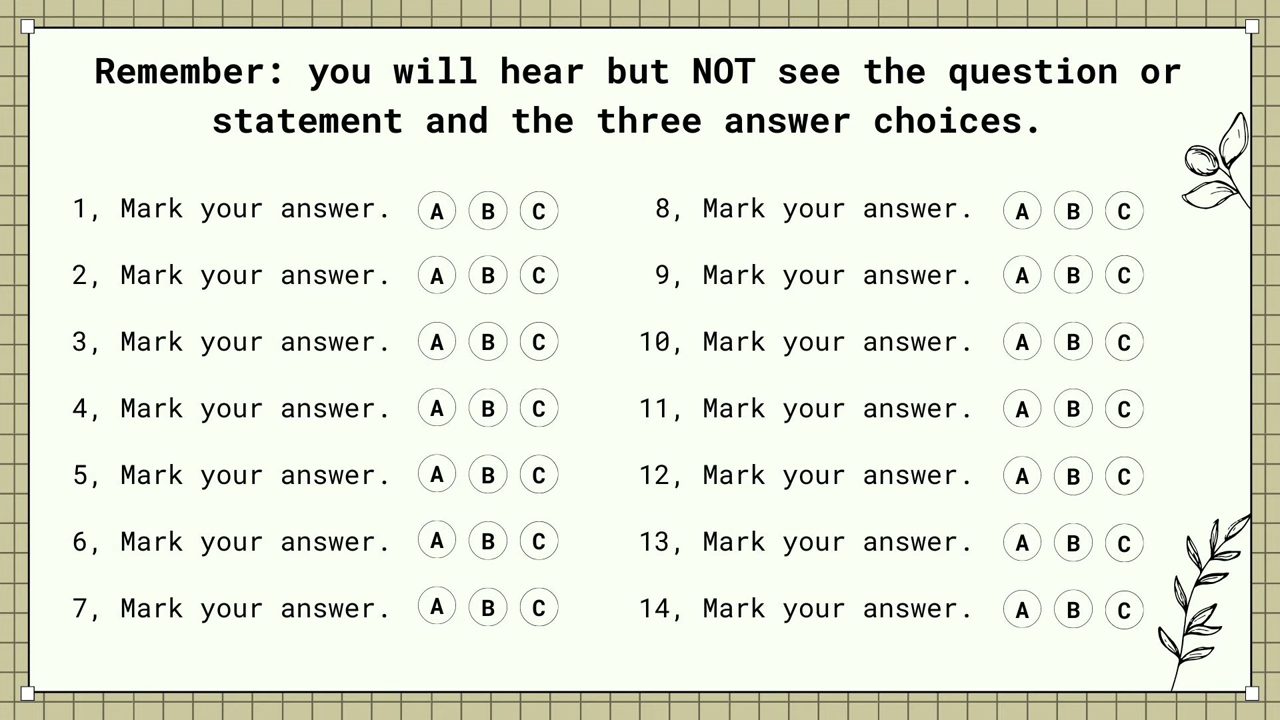 Remember: you will hear but NOT see the question or
statement and the three answer choices.
1, Mark your answer. A B C
2, Mark your answer. A B C
3, Mark your answer. A B C
4, Mark your answer. A B C
5, Mark your answer. A B C
6, Mark your answer. A B C
7, Mark your answer. A B C
8, Mark your answer. A B C
9, Mark your answer. A B C
10, Mark your answer. A B C
11, Mark your answer. A B C
12, Mark your answer. A B C
13, Mark your answer. A B C
14, Mark your answer. A B C